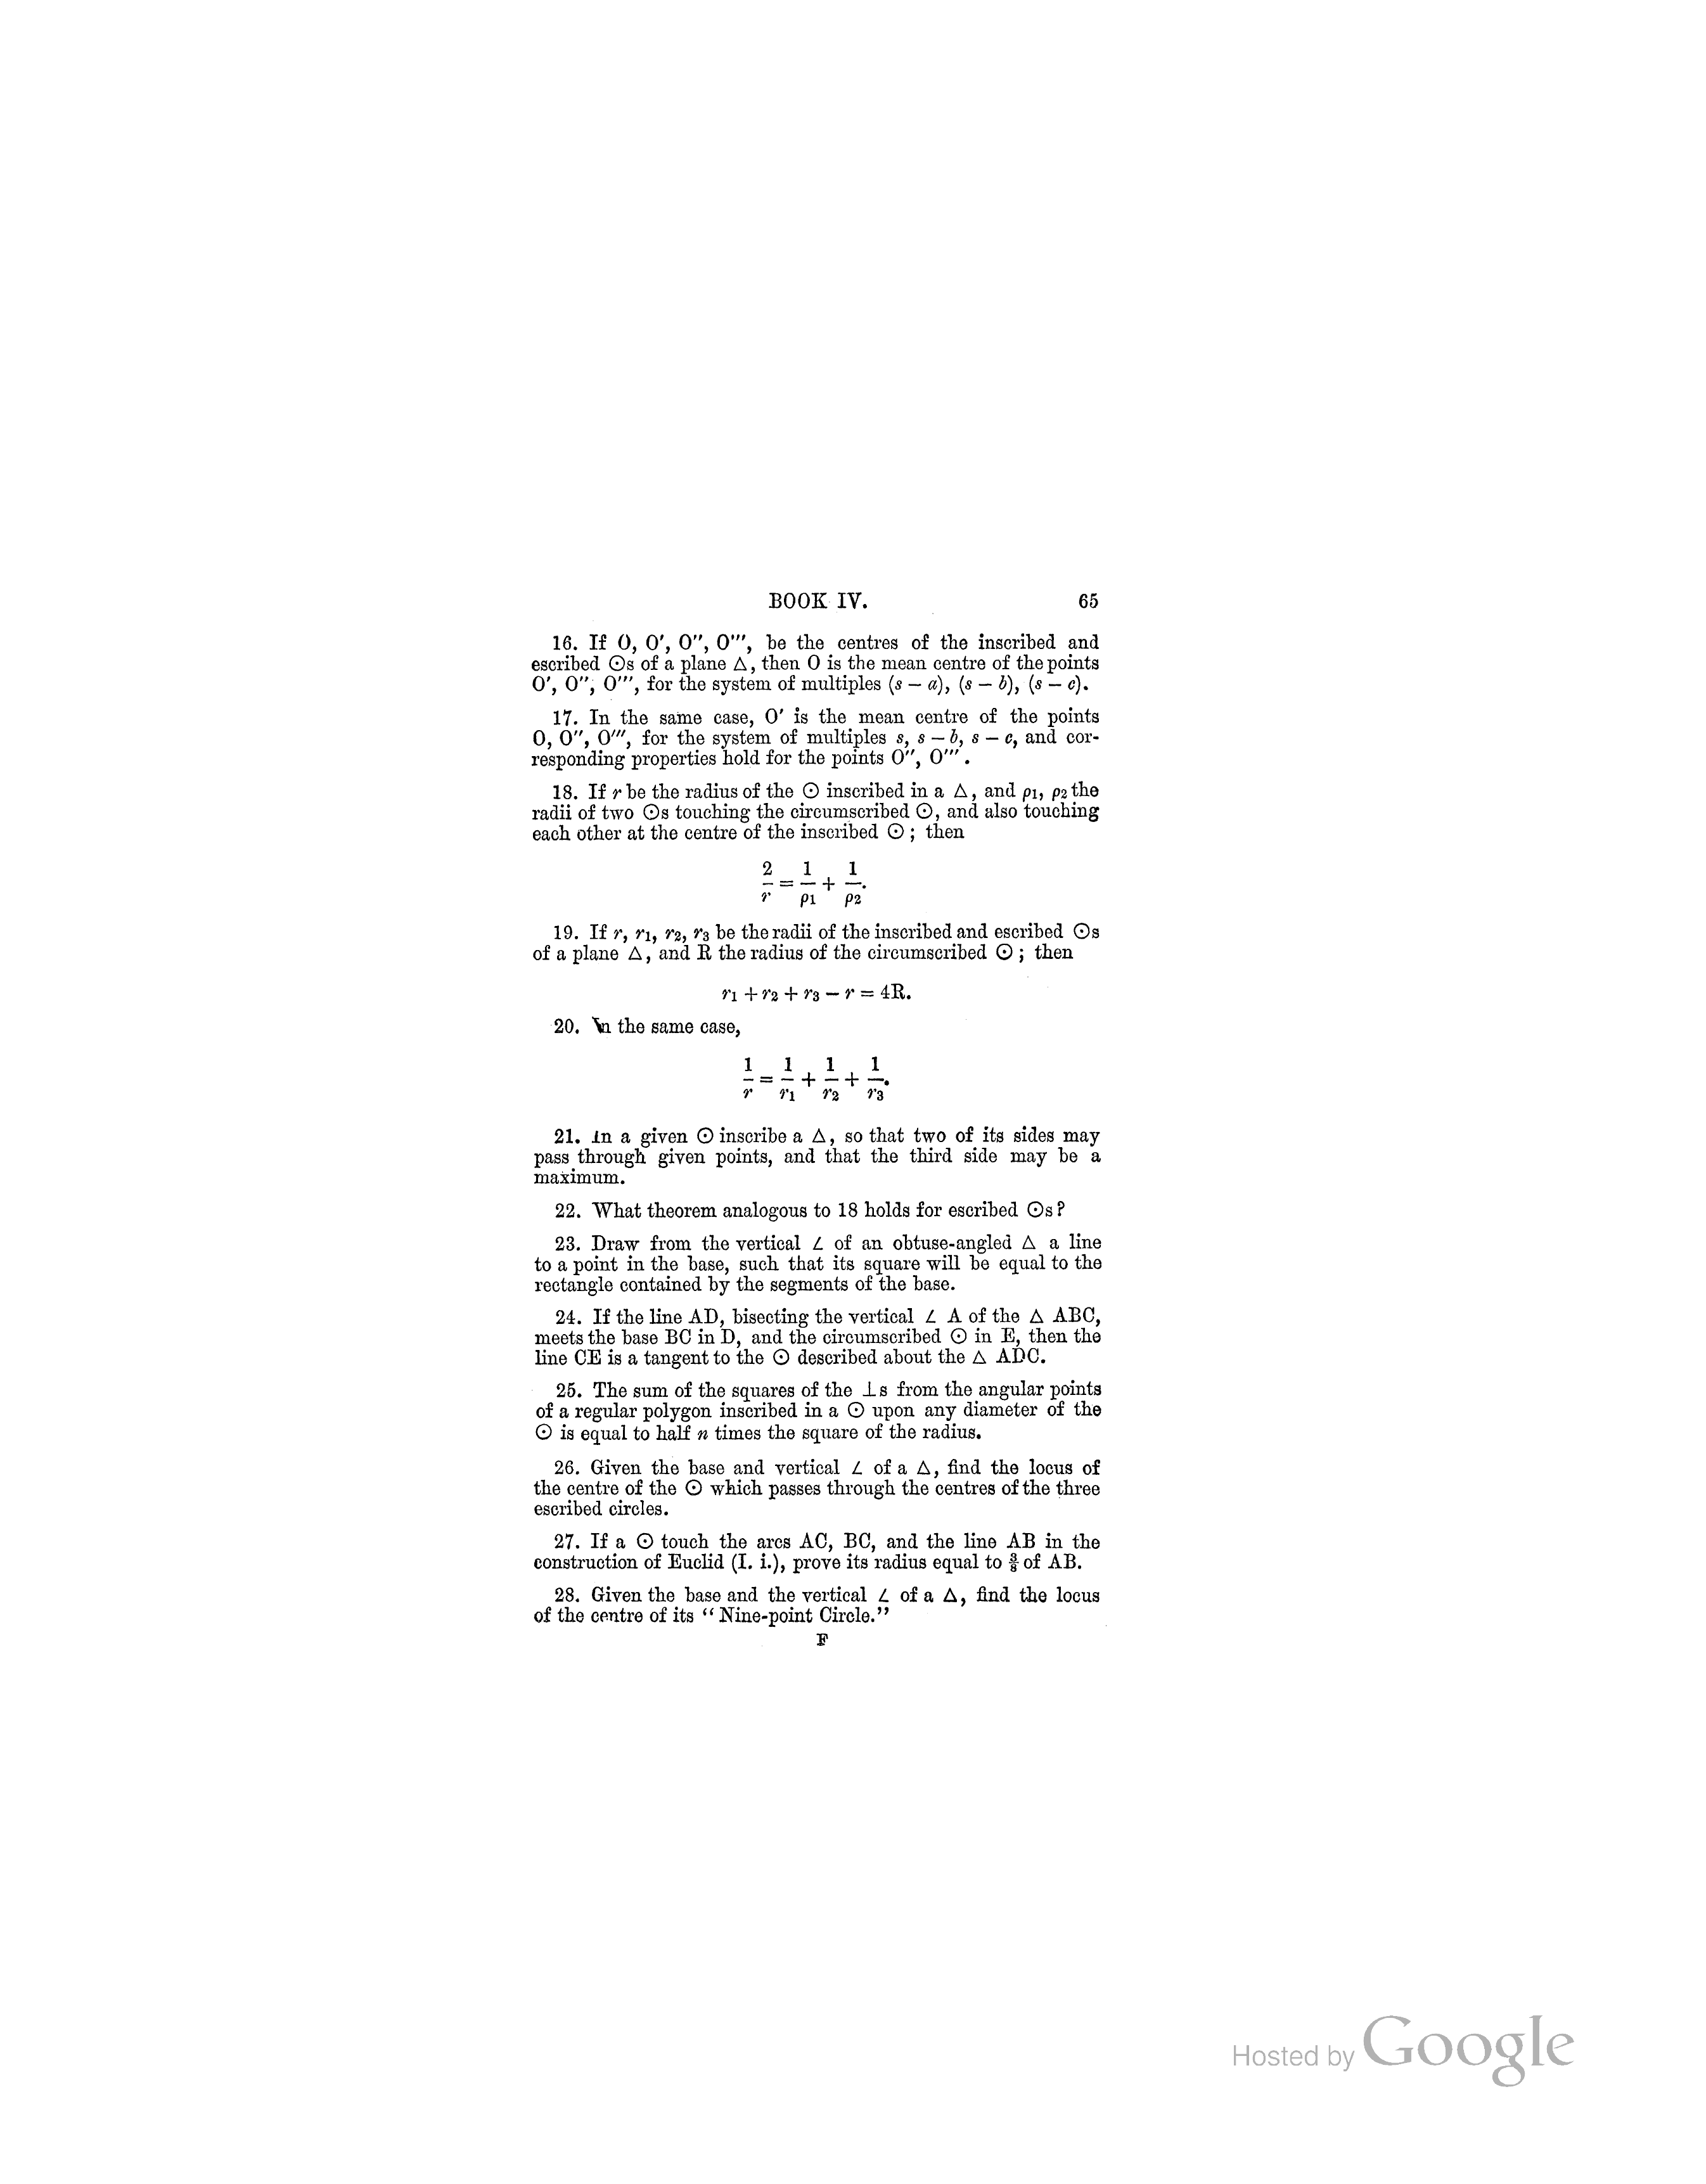 BOOK IV. 65
16. If O, O′, O″, O‴, be the centres of the inscribed and
escribed ⊙s of a plane △, then O is the mean centre of the points
O′, O″, O‴, for the system of multiples (s − a), (s − b), (s − c).
17. In the same case, O′ is the mean centre of the points
O, O″, O‴, for the system of multiples s, s − b, s − c, and cor-
responding properties hold for the points O″, O‴.
18. If r be the radius of the ⊙ inscribed in a △, and ρ1, ρ2 the
radii of two ⊙s touching the circumscribed ⊙, and also touching
each other at the centre of the inscribed ⊙; then
2/r = 1/ρ1 + 1/ρ2.
19. If r, r1, r2, r3 be the radii of the inscribed and escribed ⊙s
of a plane △, and R the radius of the circumscribed ⊙; then
r1 + r2 + r3 − r = 4R.
20. In the same case,
1/r = 1/r1 + 1/r2 + 1/r3.
21. In a given ⊙ inscribe a △, so that two of its sides may
pass through given points, and that the third side may be a
maximum.
22. What theorem analogous to 18 holds for escribed ⊙s?
23. Draw from the vertical ∠ of an obtuse-angled △ a line
to a point in the base, such that its square will be equal to the
rectangle contained by the segments of the base.
24. If the line AD, bisecting the vertical ∠ A of the △ ABC,
meets the base BC in D, and the circumscribed ⊙ in E, then the
line CE is a tangent to the ⊙ described about the △ ADC.
25. The sum of the squares of the ⊥s from the angular points
of a regular polygon inscribed in a ⊙ upon any diameter of the
⊙ is equal to half n times the square of the radius.
26. Given the base and vertical ∠ of a △, find the locus of
the centre of the ⊙ which passes through the centres of the three
escribed circles.
27. If a ⊙ touch the arcs AC, BC, and the line AB in the
construction of Euclid (I. i.), prove its radius equal to 3/8 of AB.
28. Given the base and the vertical ∠ of a △, find the locus
of the centre of its “Nine-point Circle.”
F
Hosted by Google